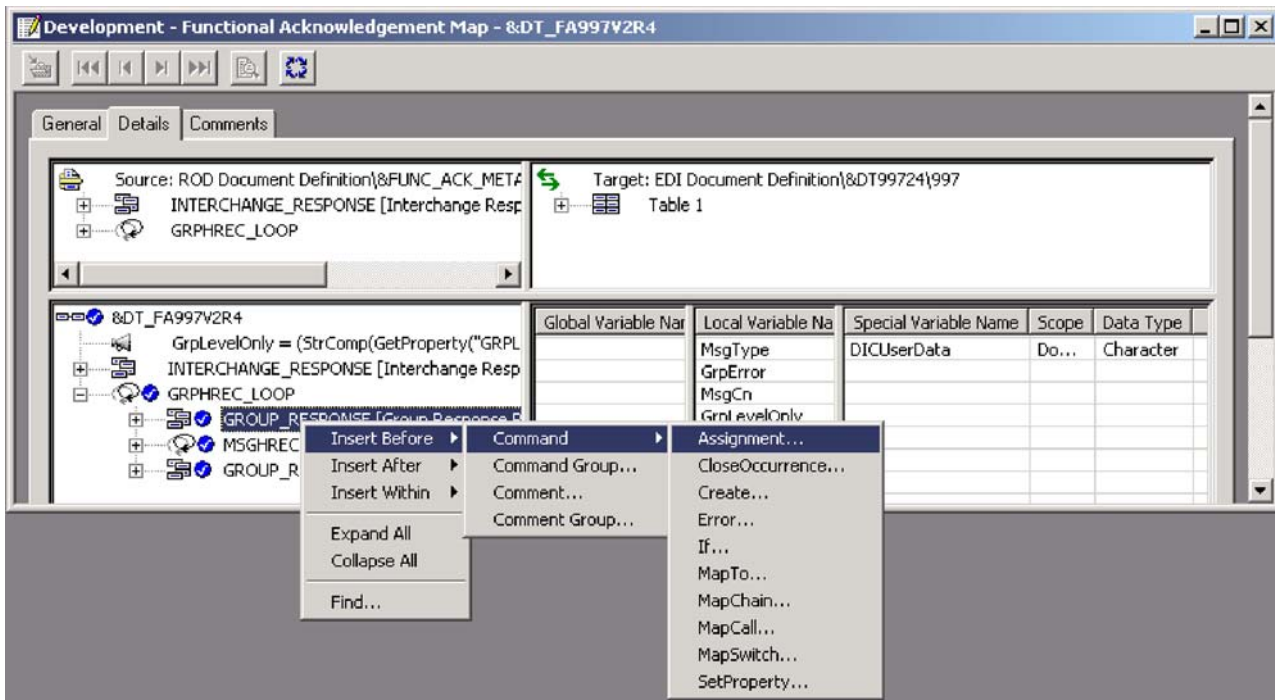 Development - Functional Acknowledgement Map - &DT_FA997V2R4
General Details Comments
Source: ROD Document Definition\&FUNC_ACK_META
INTERCHANGE_RESPONSE [Interchange Resp
GRPHREC_LOOP
Target: EDI Document Definition\&DT99724\997
Table 1
&DT_FA997V2R4
GrpLevelOnly = (StrComp(GetProperty("GRPL
INTERCHANGE_RESPONSE [Interchange Resp
GRPHREC_LOOP
GROUP_RESPONSE [Group Response R
MSGHREC
GROUP_R
Global Variable Nar
Local Variable Na
MsgType
GrpError
MsgCn
GrpLevelOnly
Special Variable Name Scope Data Type
DICUserData Do... Character
Insert Before
Insert After
Insert Within
Expand All
Collapse All
Find...
Command
Command Group...
Comment...
Comment Group...
Assignment...
CloseOccurrence...
Create...
Error...
If...
MapTo...
MapChain...
MapCall...
MapSwitch...
SetProperty...